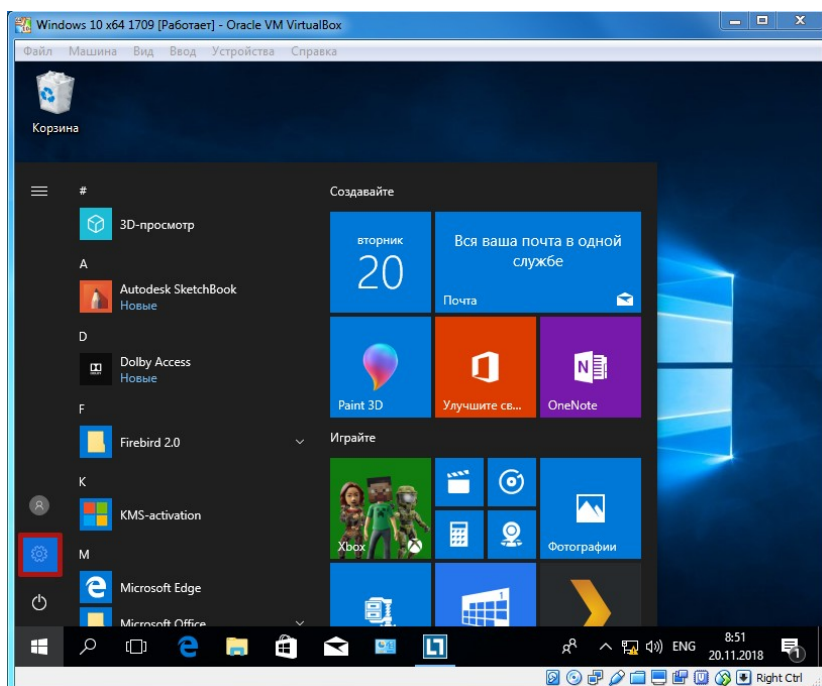 Windows 10 x64 1709 [Работает] - Oracle VM VirtualBox
Файл Машина Вид Ввод Устройства Справка
Корзина
#
3D-просмотр
A
Autodesk SketchBook
Новые
D
Dolby Access
Новые
F
Firebird 2.0
K
KMS-activation
M
Microsoft Edge
Microsoft Office
Создавайте
вторник
20
Вся ваша почта в одной
службе
Почта
Paint 3D
Улучшите св...
OneNote
Играйте
Xbox
Фотографии
ENG
8:51
20.11.2018
Right Ctrl